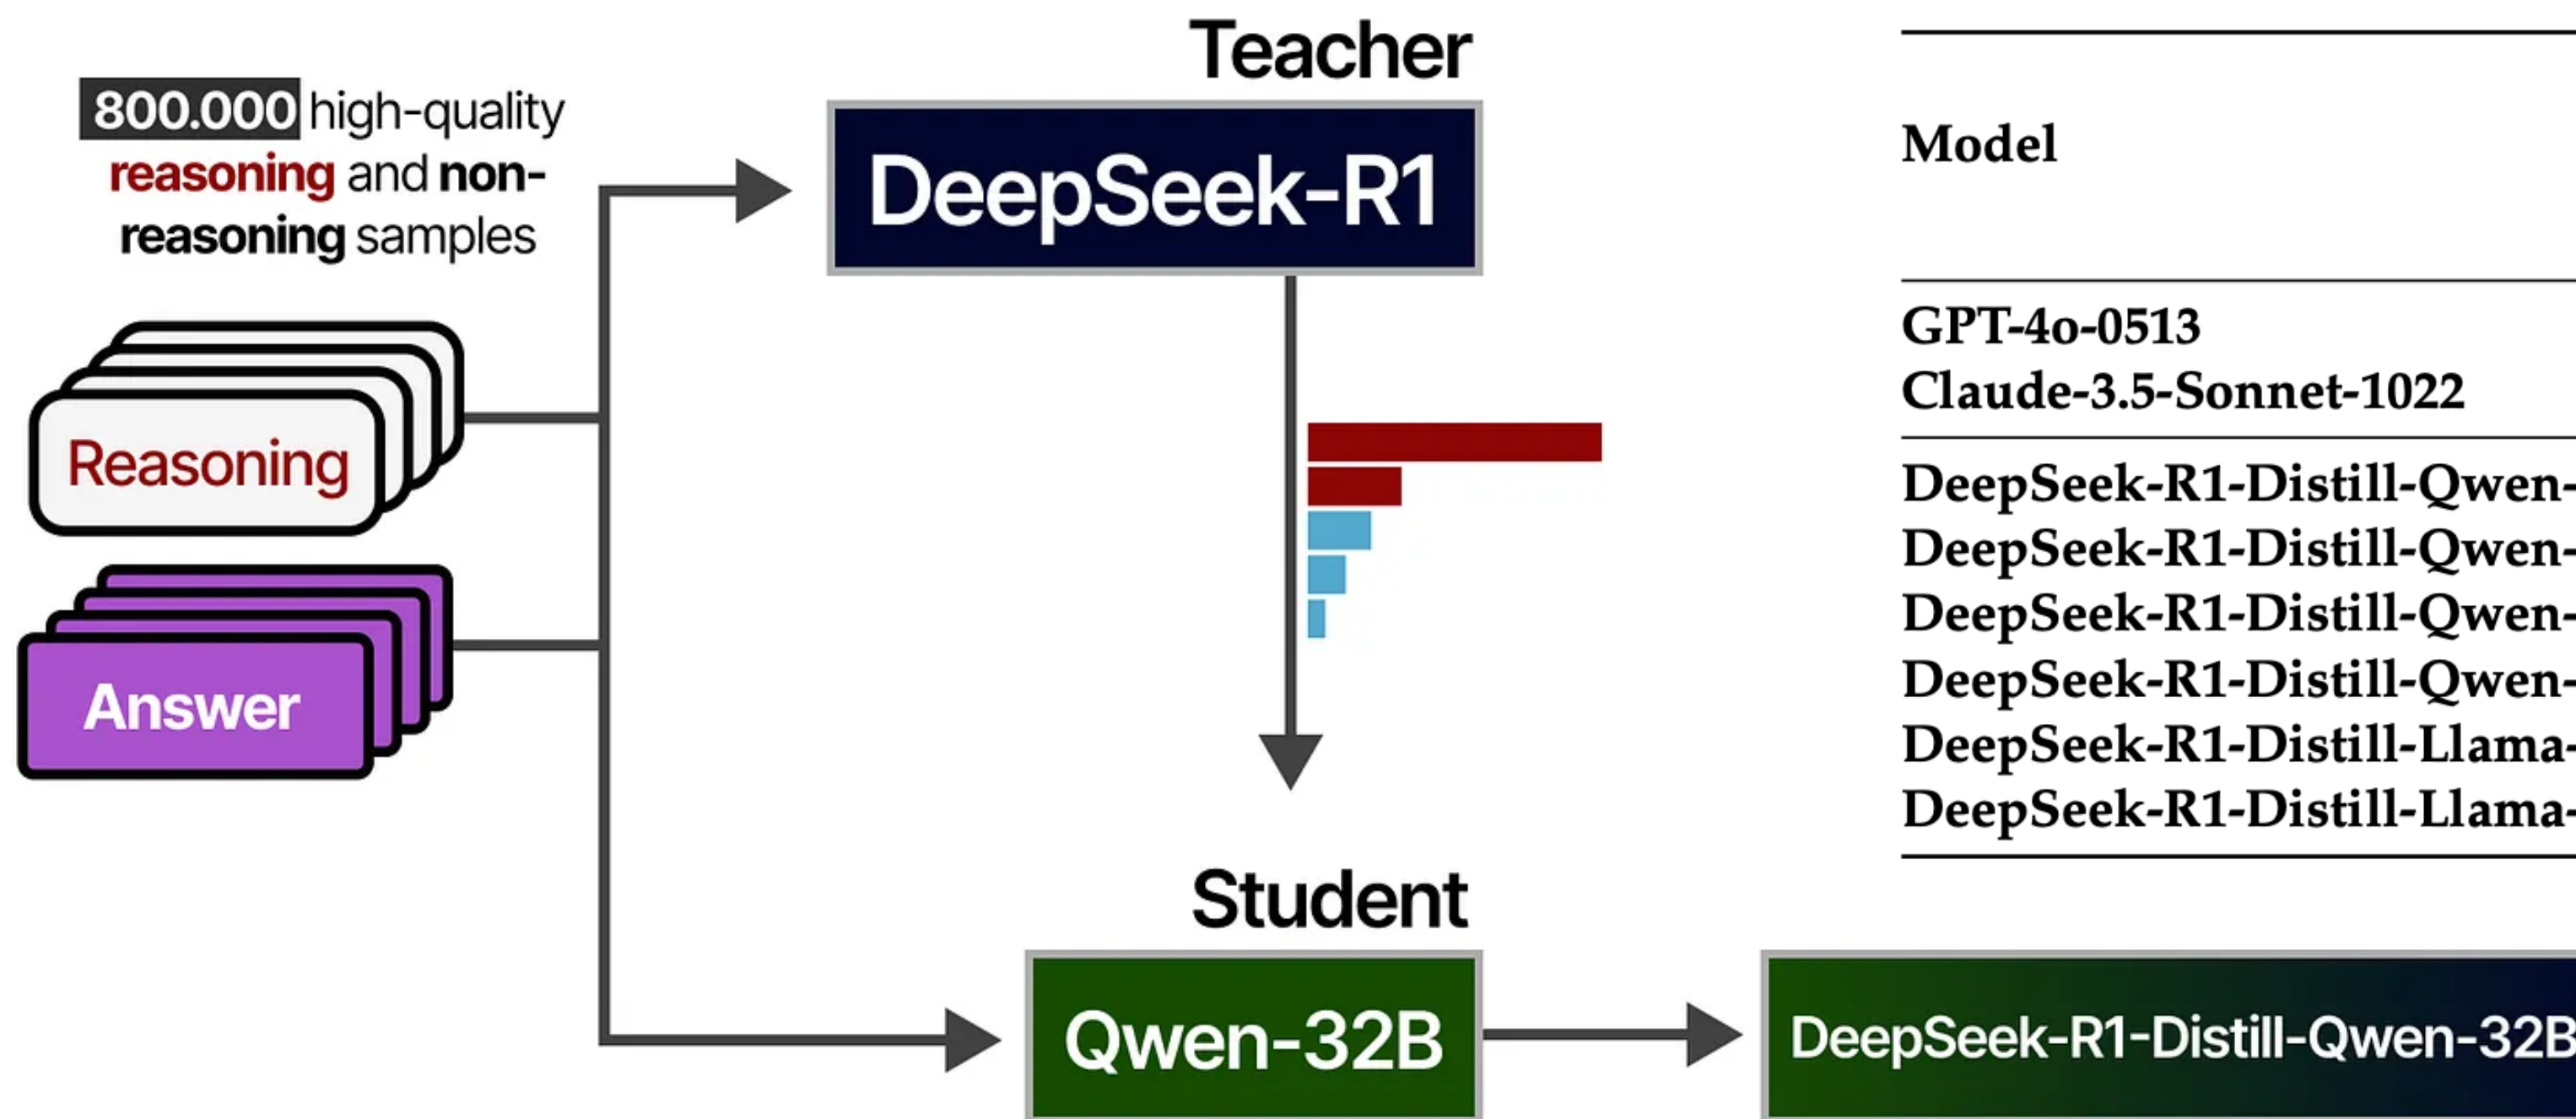 800.000 high-quality
reasoning and non-
reasoning samples
Reasoning
Answer
Teacher
DeepSeek-R1
Student
Qwen-32B
DeepSeek-R1-Distill-Qwen-32B
Model
GPT-4o-0513
Claude-3.5-Sonnet-1022
DeepSeek-R1-Distill-Qwen-
DeepSeek-R1-Distill-Qwen-
DeepSeek-R1-Distill-Qwen-
DeepSeek-R1-Distill-Qwen-
DeepSeek-R1-Distill-Llama-
DeepSeek-R1-Distill-Llama-